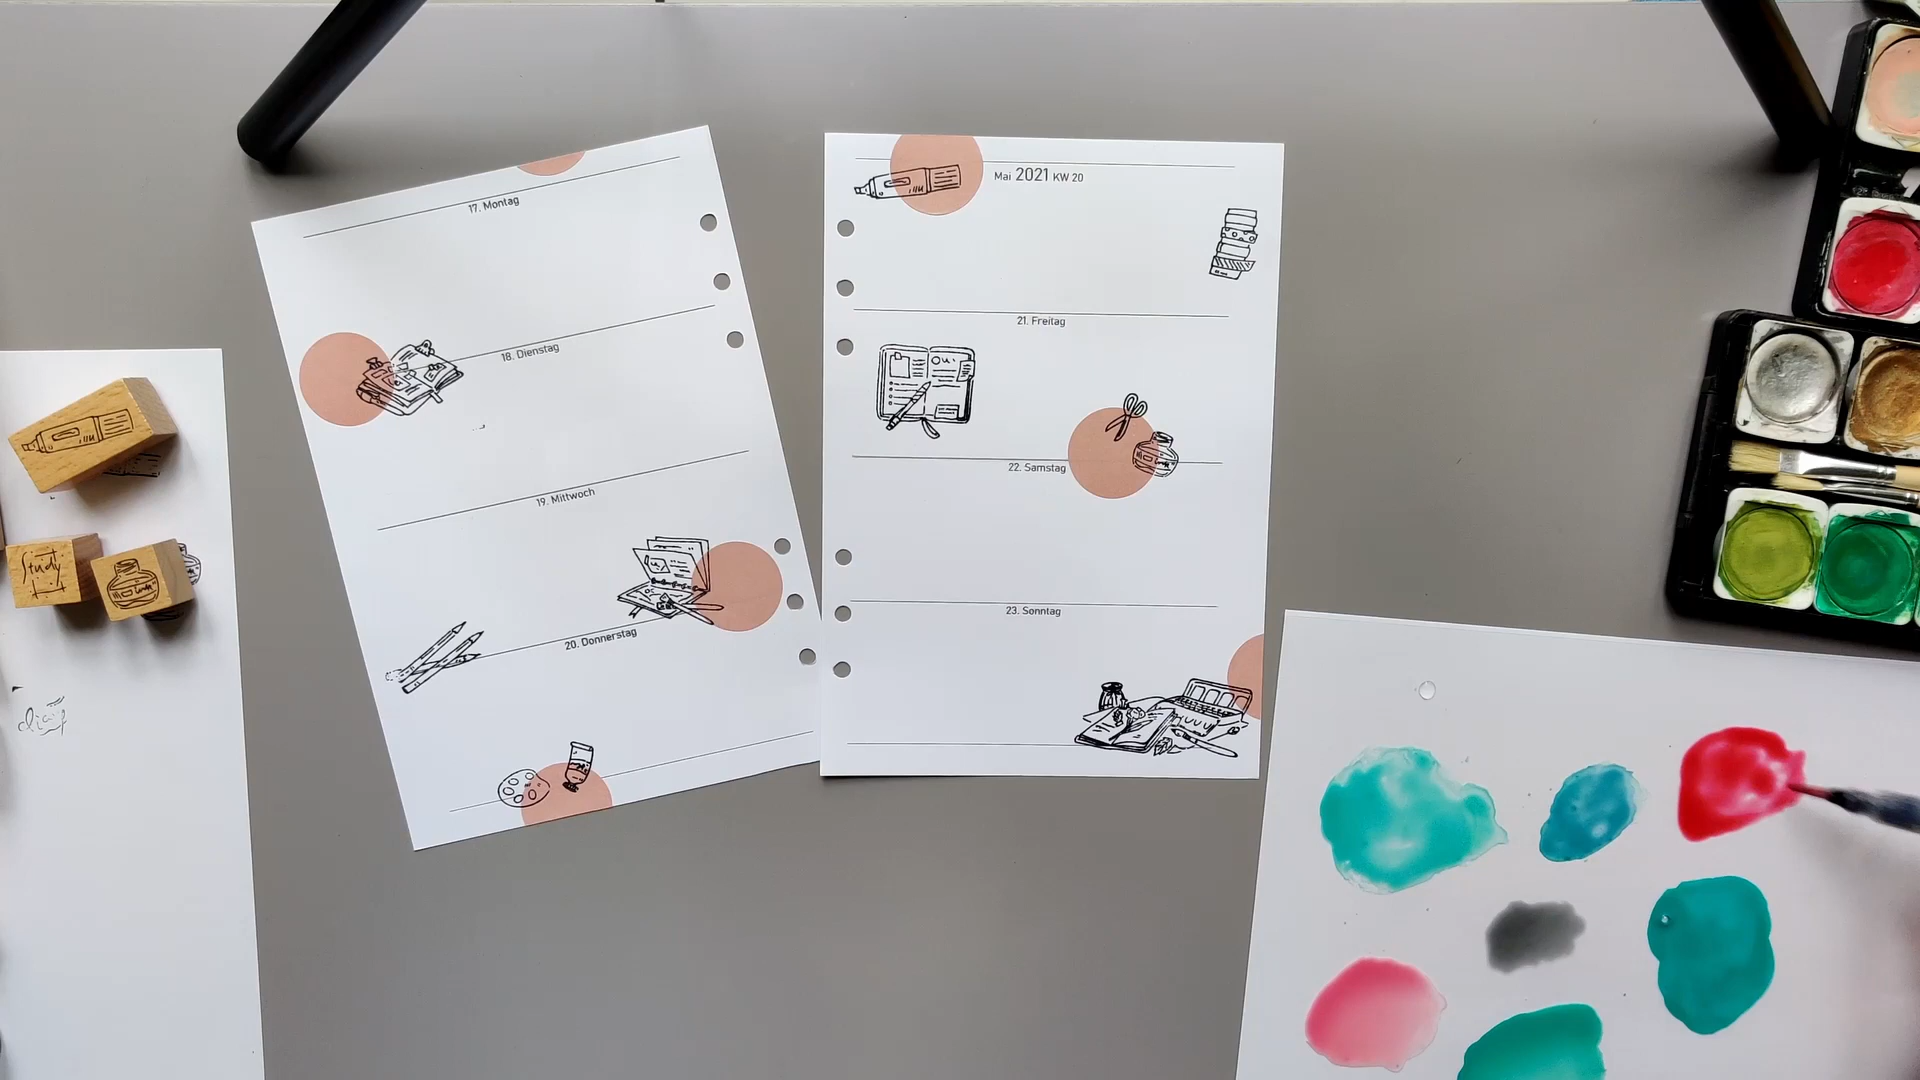 17. Montag
18. Dienstag
19. Mittwoch
20. Donnerstag
Mai 2021 KW 20
21. Freitag
Oui
22. Samstag
23. Sonntag
Study